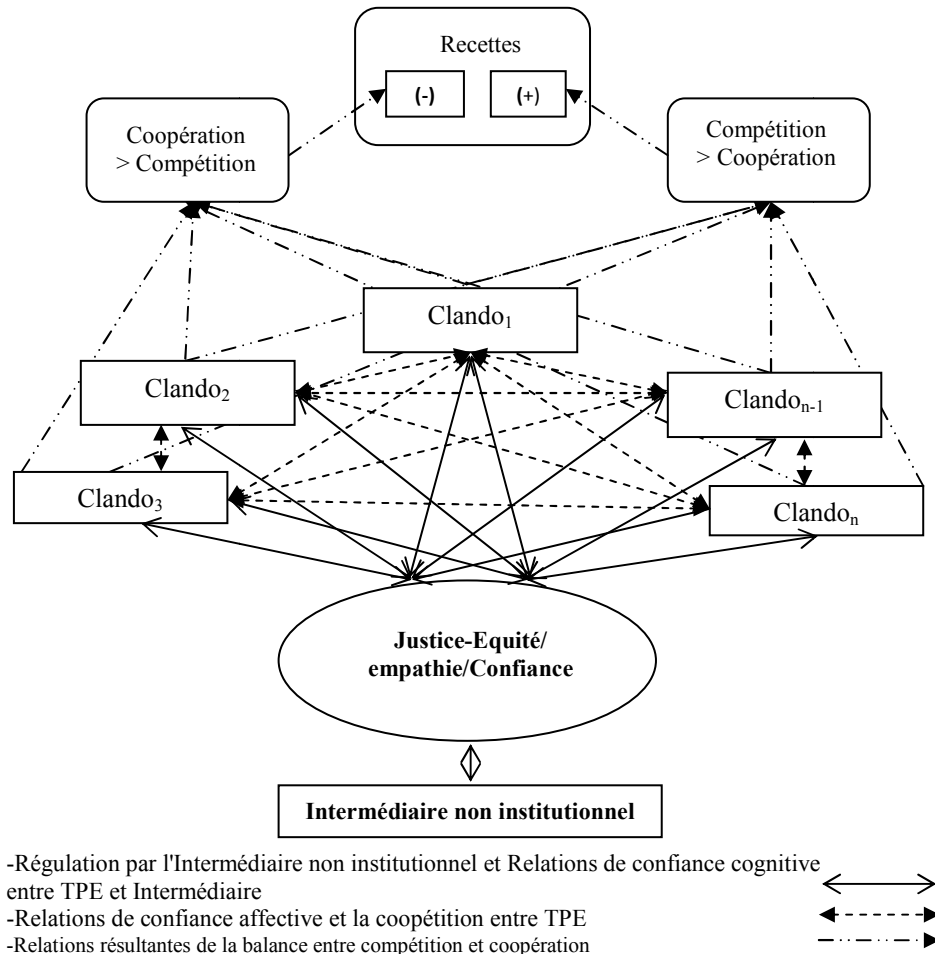 Recettes
(-) (+)
Coopération
> Compétition
Compétition
> Coopération
Clando1
Clando2
Clandon-1
Clando3
Clandon
Justice-Equité/
empathie/Confiance
Intermédiaire non institutionnel
-Régulation par l'Intermédiaire non institutionnel et Relations de confiance cognitive
entre TPE et Intermédiaire
-Relations de confiance affective et la coopétition entre TPE
-Relations résultantes de la balance entre compétition et coopération